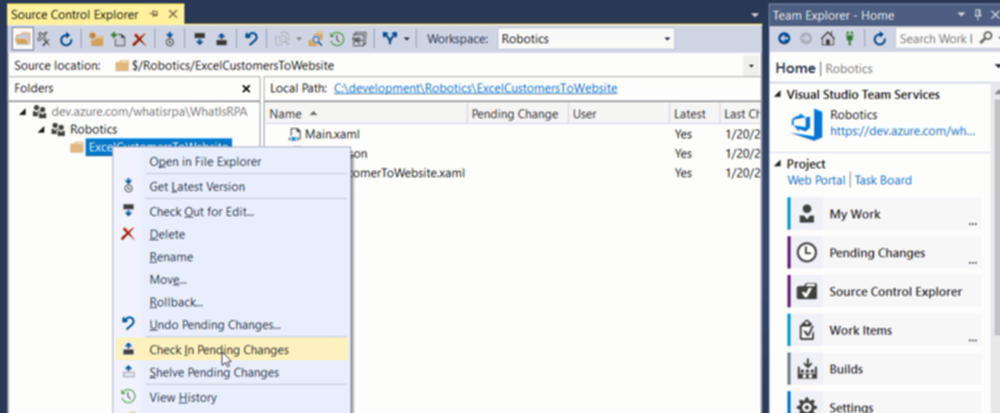 Source Control Explorer
Workspace: Robotics
Source location: $/Robotics/ExcelCustomersToWebsite
Folders
Local Path: C:\development\Robotics\ExcelCustomersToWebsite
dev.azure.com/whatisrpa\WhatIsRPA
Robotics
ExcelCustomersToWebsite
Name Pending Change User Latest Last Ch
Main.xaml Yes 1/20/2
son Yes 1/20/2
omerToWebsite.xaml Yes 1/20/2
Open in File Explorer
Get Latest Version
Check Out for Edit...
Delete
Rename
Move...
Rollback...
Undo Pending Changes...
Check In Pending Changes
Shelve Pending Changes
View History
Team Explorer - Home
Search Work I
Home | Robotics
Visual Studio Team Services
Robotics
https://dev.azure.com/wh...
Project
Web Portal | Task Board
My Work
...
Pending Changes
...
Source Control Explorer
Work Items
...
Builds
Settings